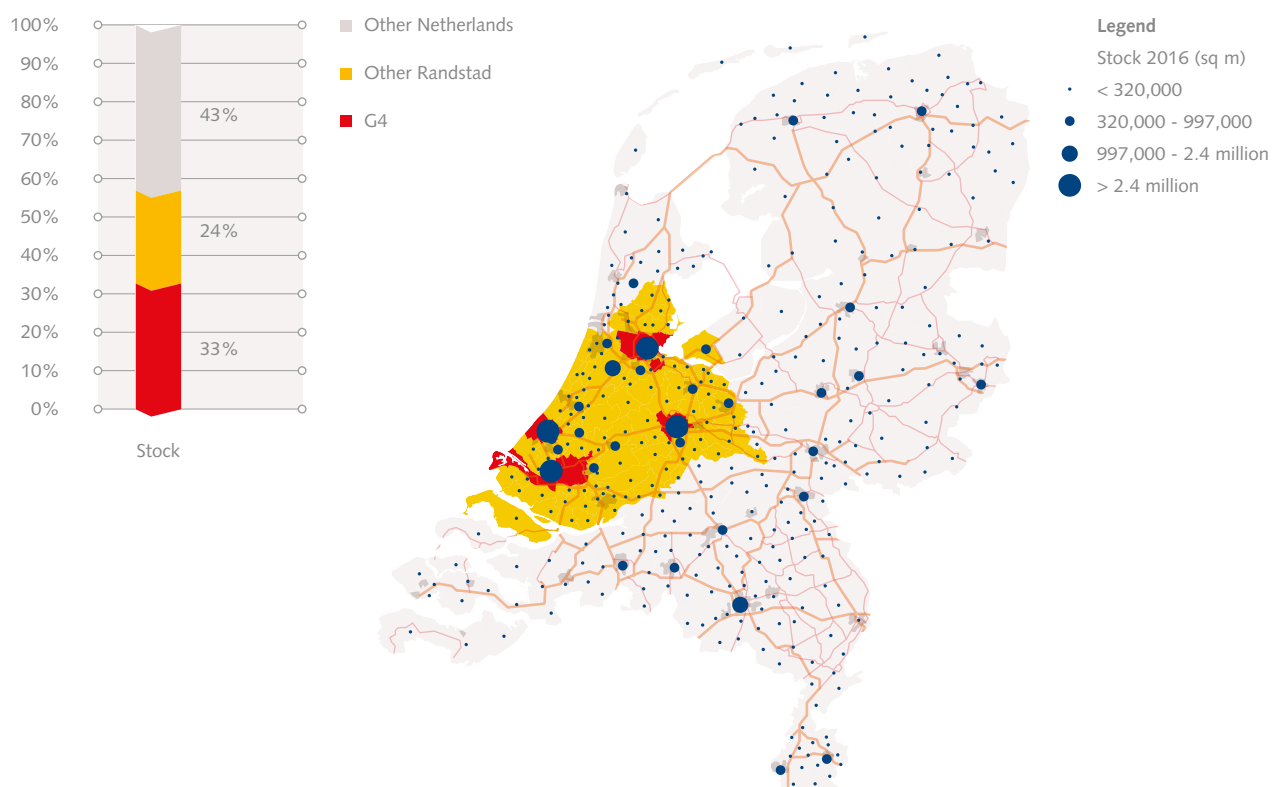 100%
90%
80%
70%
60%
50%
40%
30%
20%
10%
0%
43%
24%
33%
Stock
Other Netherlands
Other Randstad
G4
Legend
Stock 2016 (sq m)
< 320,000
320,000 - 997,000
997,000 - 2.4 million
> 2.4 million